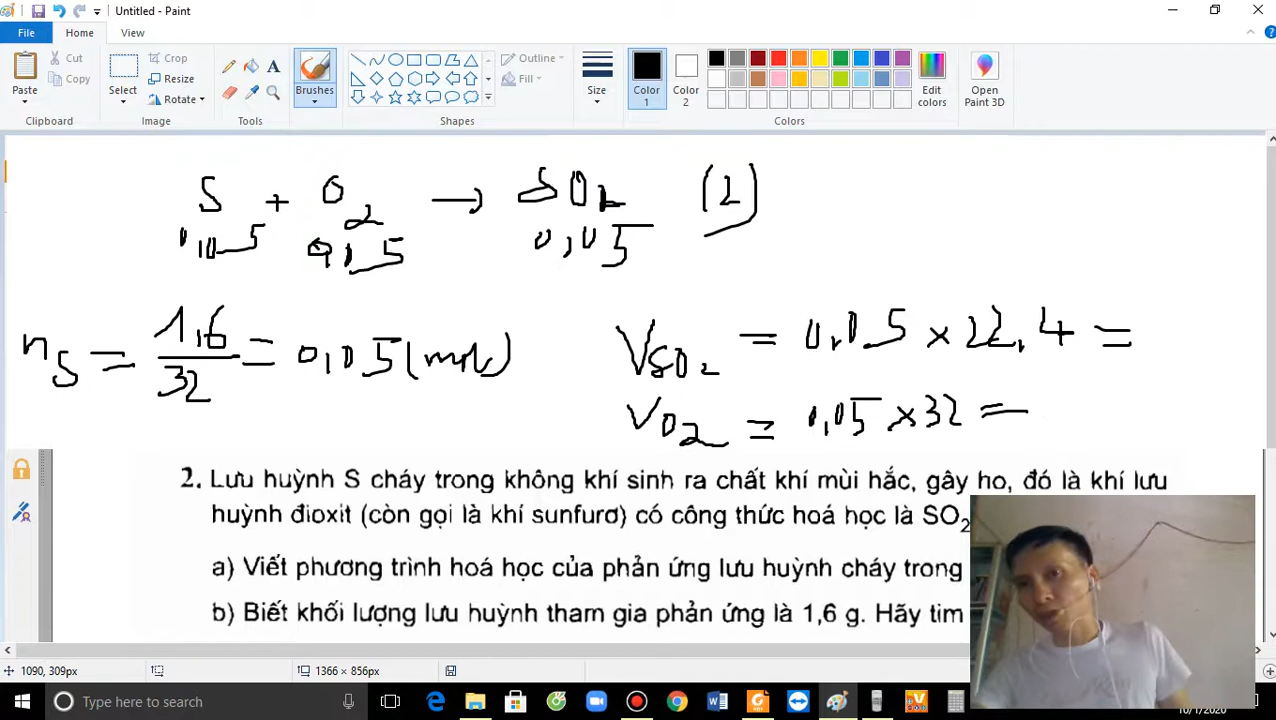 Untitled - Paint
File Home View
Paste
Cut
Copy
Clipboard
Select
Crop
Resize
Rotate
Image
Tools
Brushes
Shapes
Outline
Fill
Size
Color 1
Color 2
Edit colors
Colors
Open Paint 3D
S + O2 → SO2 (2)
0,05 0,05 0,05
nS = 1,6/32 = 0,05 (mol)
VSO2 = 0,05 × 22,4 =
VO2 = 0,05 × 32 =
2. Lưu huỳnh S cháy trong không khí sinh ra chất khí mùi hắc, gây ho, đó là khí lưu
huỳnh đioxit (còn gọi là khí sunfurơ) có công thức hoá học là SO2
a) Viết phương trình hoá học của phản ứng lưu huỳnh cháy trong
b) Biết khối lượng lưu huỳnh tham gia phản ứng là 1,6 g. Hãy tìm
1090, 309px
1366 × 856px
Type here to search
10/1/2020